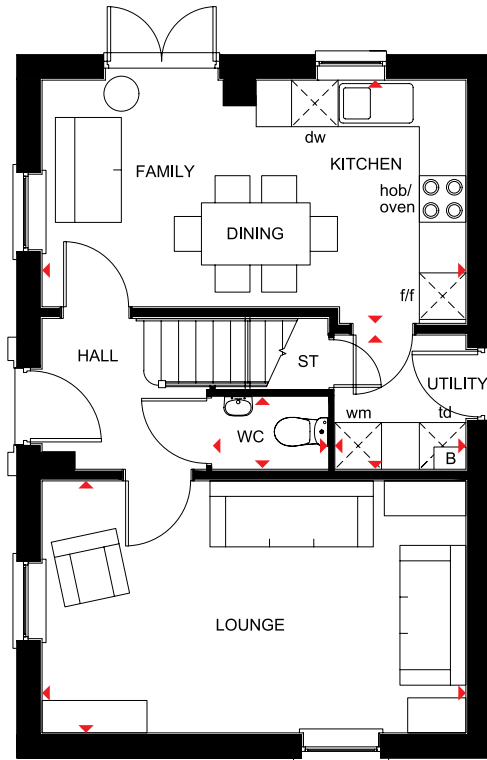 dw
KITCHEN
FAMILY
hob/
oven
DINING
f/f
HALL
ST
UTILITY
wm
td
WC
B
LOUNGE